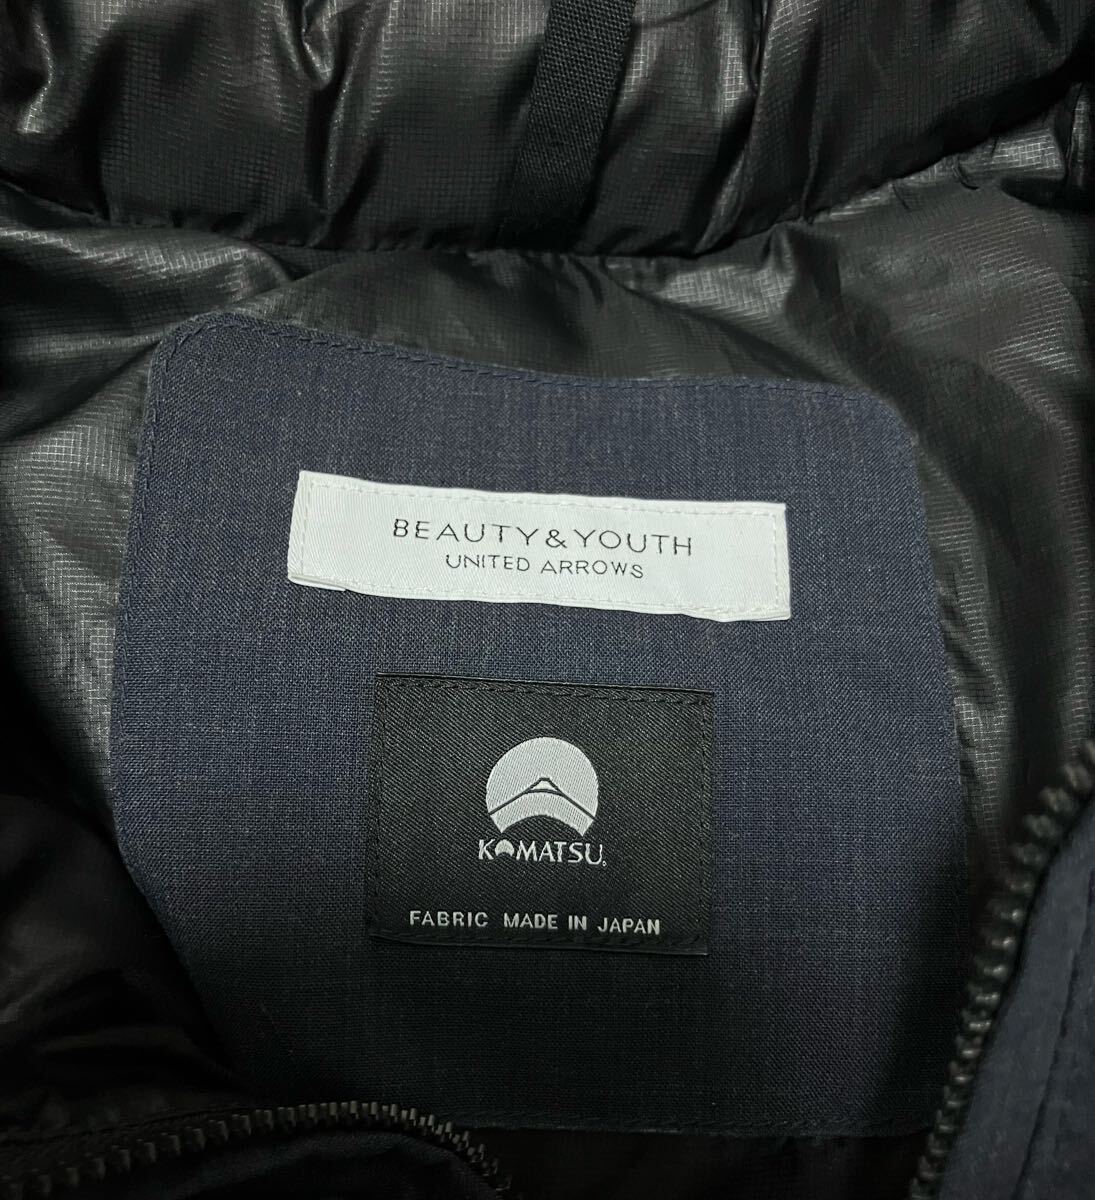 BEAUTY&YOUTH
UNITED ARROWS
KOMATSU
FABRIC MADE IN JAPAN